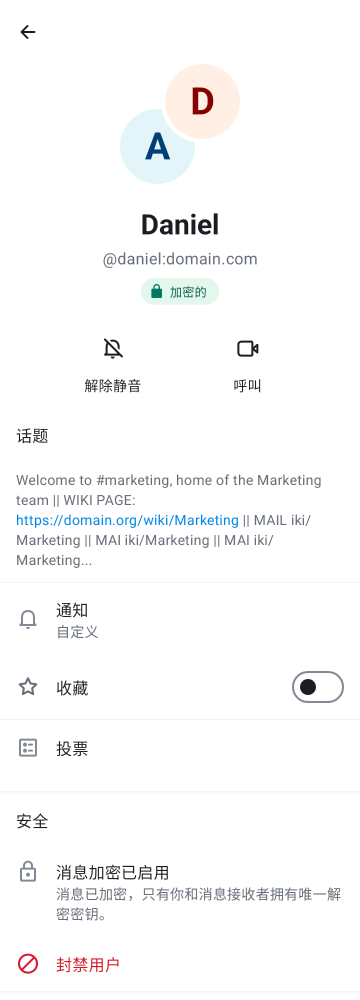 D
A
Daniel
@daniel:domain.com
加密的
解除静音
呼叫
话题
Welcome to #marketing, home of the Marketing
team || WIKI PAGE:
https://domain.org/wiki/Marketing || MAIL iki/
Marketing || MAI iki/Marketing || MAI iki/
Marketing...
通知
自定义
收藏
投票
安全
消息加密已启用
消息已加密，只有你和消息接收者拥有唯一解
密密钥。
封禁用户